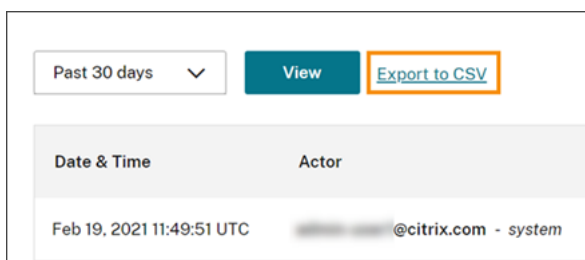 Past 30 days View Export to CSV
Date & Time Actor
Feb 19, 2021 11:49:51 UTC @citrix.com - system